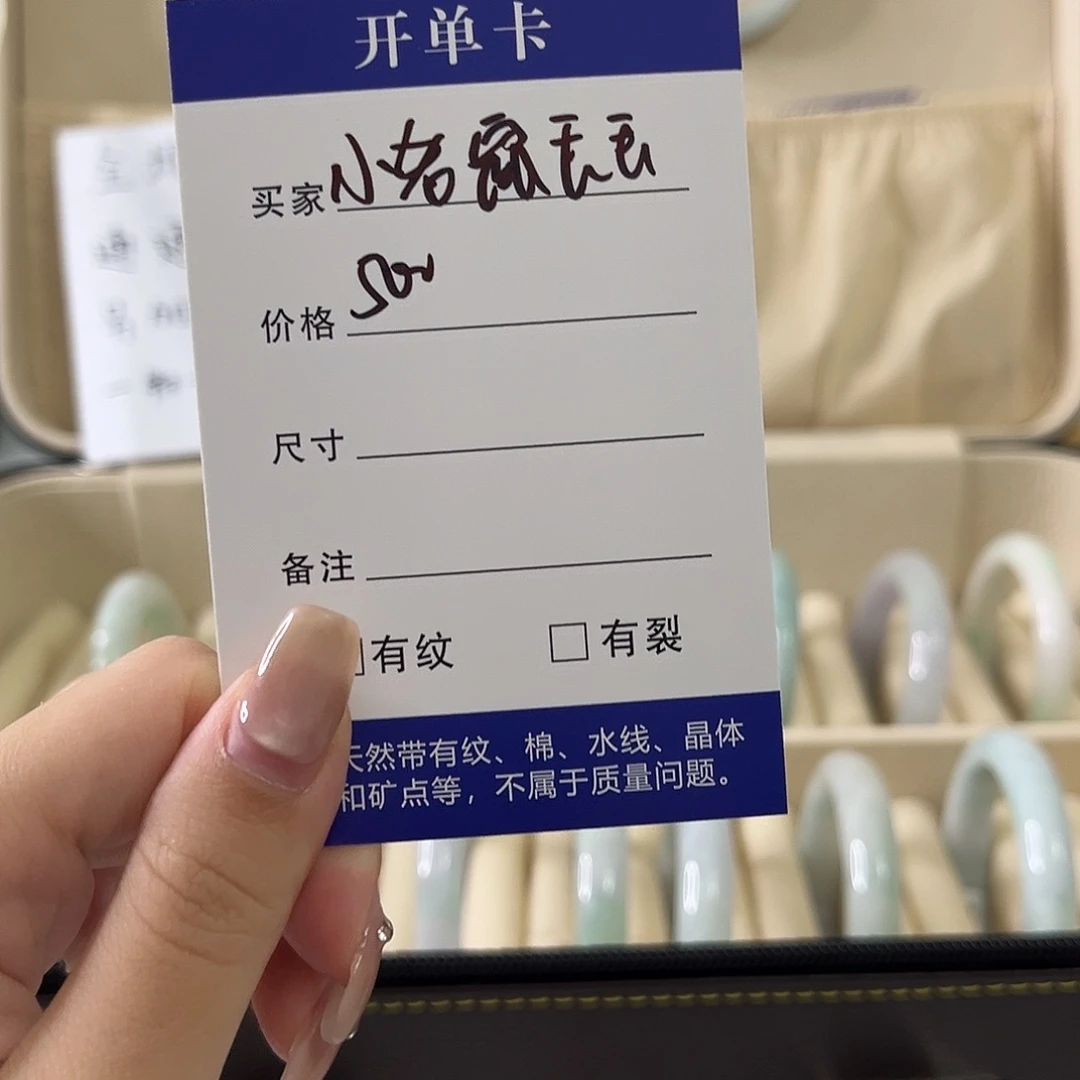 开单卡
买家 小老寇丢丢
价格 500
尺寸
备注
有纹 有裂
天然带有纹、棉、水线、晶体
和矿点等，不属于质量问题。